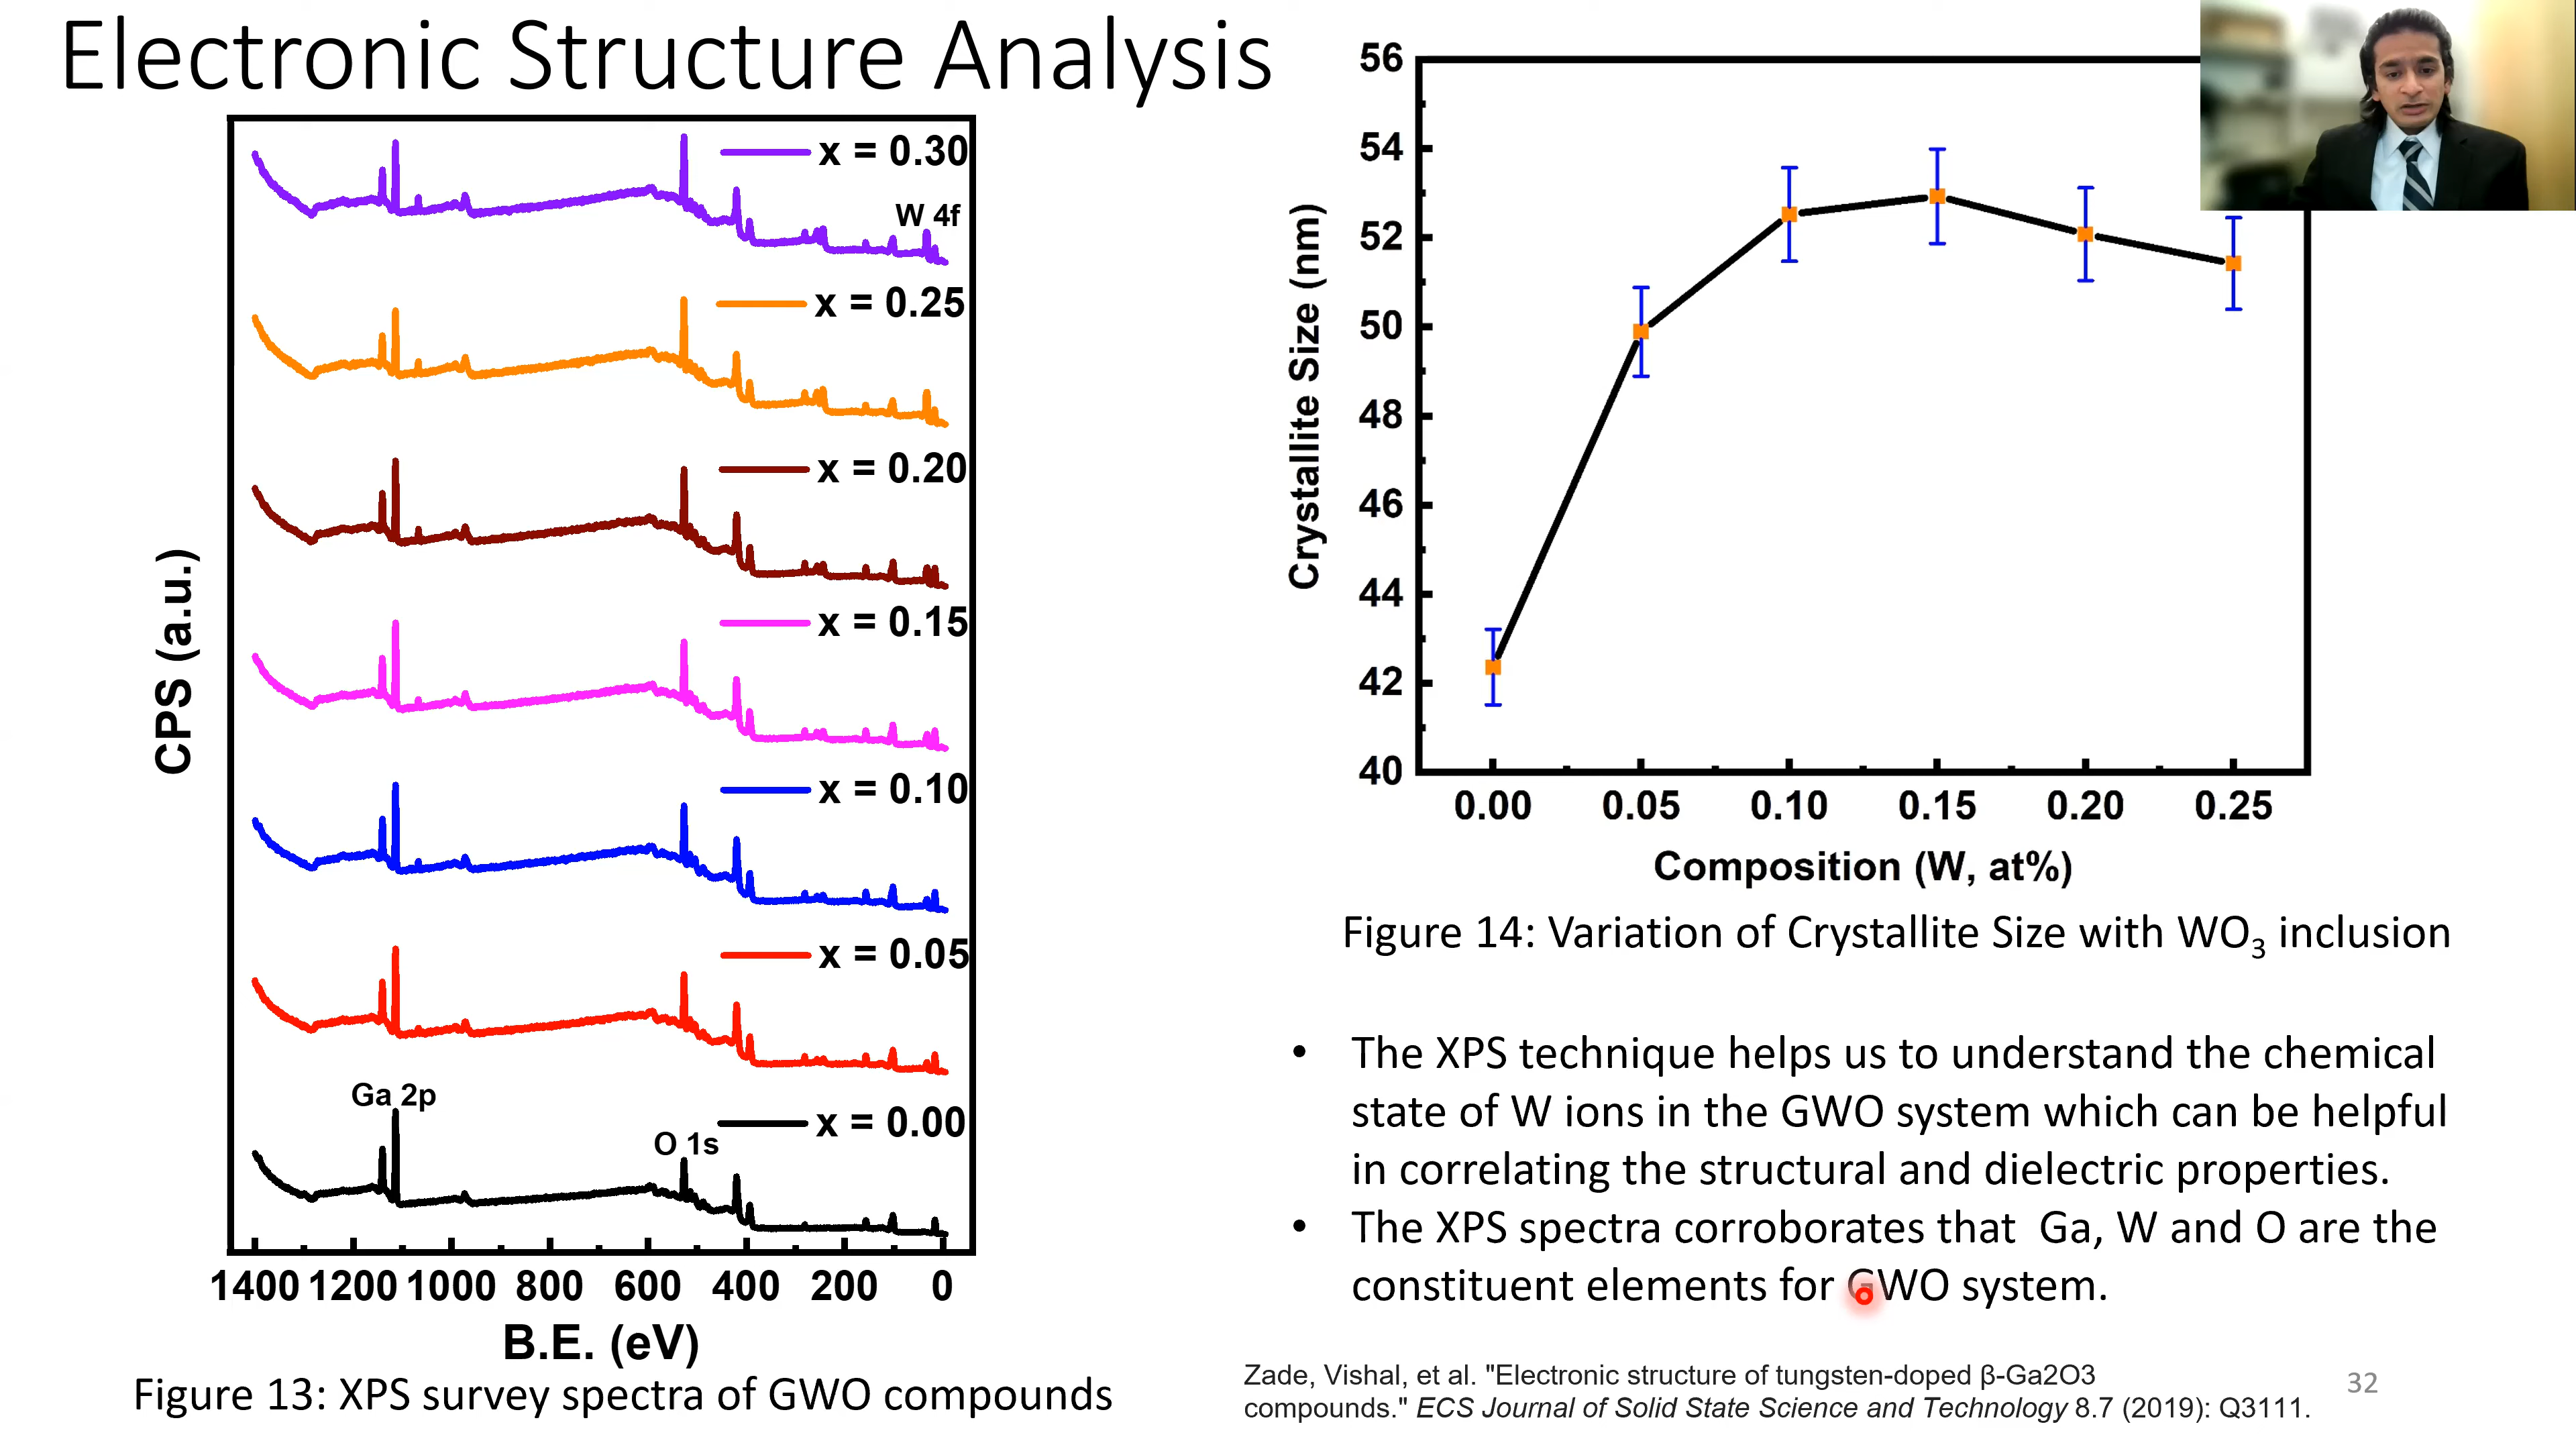 Electronic Structure Analysis
x = 0.30
W 4f
x = 0.25
x = 0.20
x = 0.15
x = 0.10
x = 0.05
Ga 2p
x = 0.00
O 1s
CPS (a.u.)
1400 1200 1000 800 600 400 200 0
B.E. (eV)
Figure 13: XPS survey spectra of GWO compounds
56
54
52
50
48
46
44
42
40
Crystallite Size (nm)
0.00 0.05 0.10 0.15 0.20 0.25
Composition (W, at%)
Figure 14: Variation of Crystallite Size with WO3 inclusion
• The XPS technique helps us to understand the chemical
state of W ions in the GWO system which can be helpful
in correlating the structural and dielectric properties.
• The XPS spectra corroborates that Ga, W and O are the
constituent elements for GWO system.
Zade, Vishal, et al. "Electronic structure of tungsten-doped β-Ga2O3
compounds." ECS Journal of Solid State Science and Technology 8.7 (2019): Q3111.
32